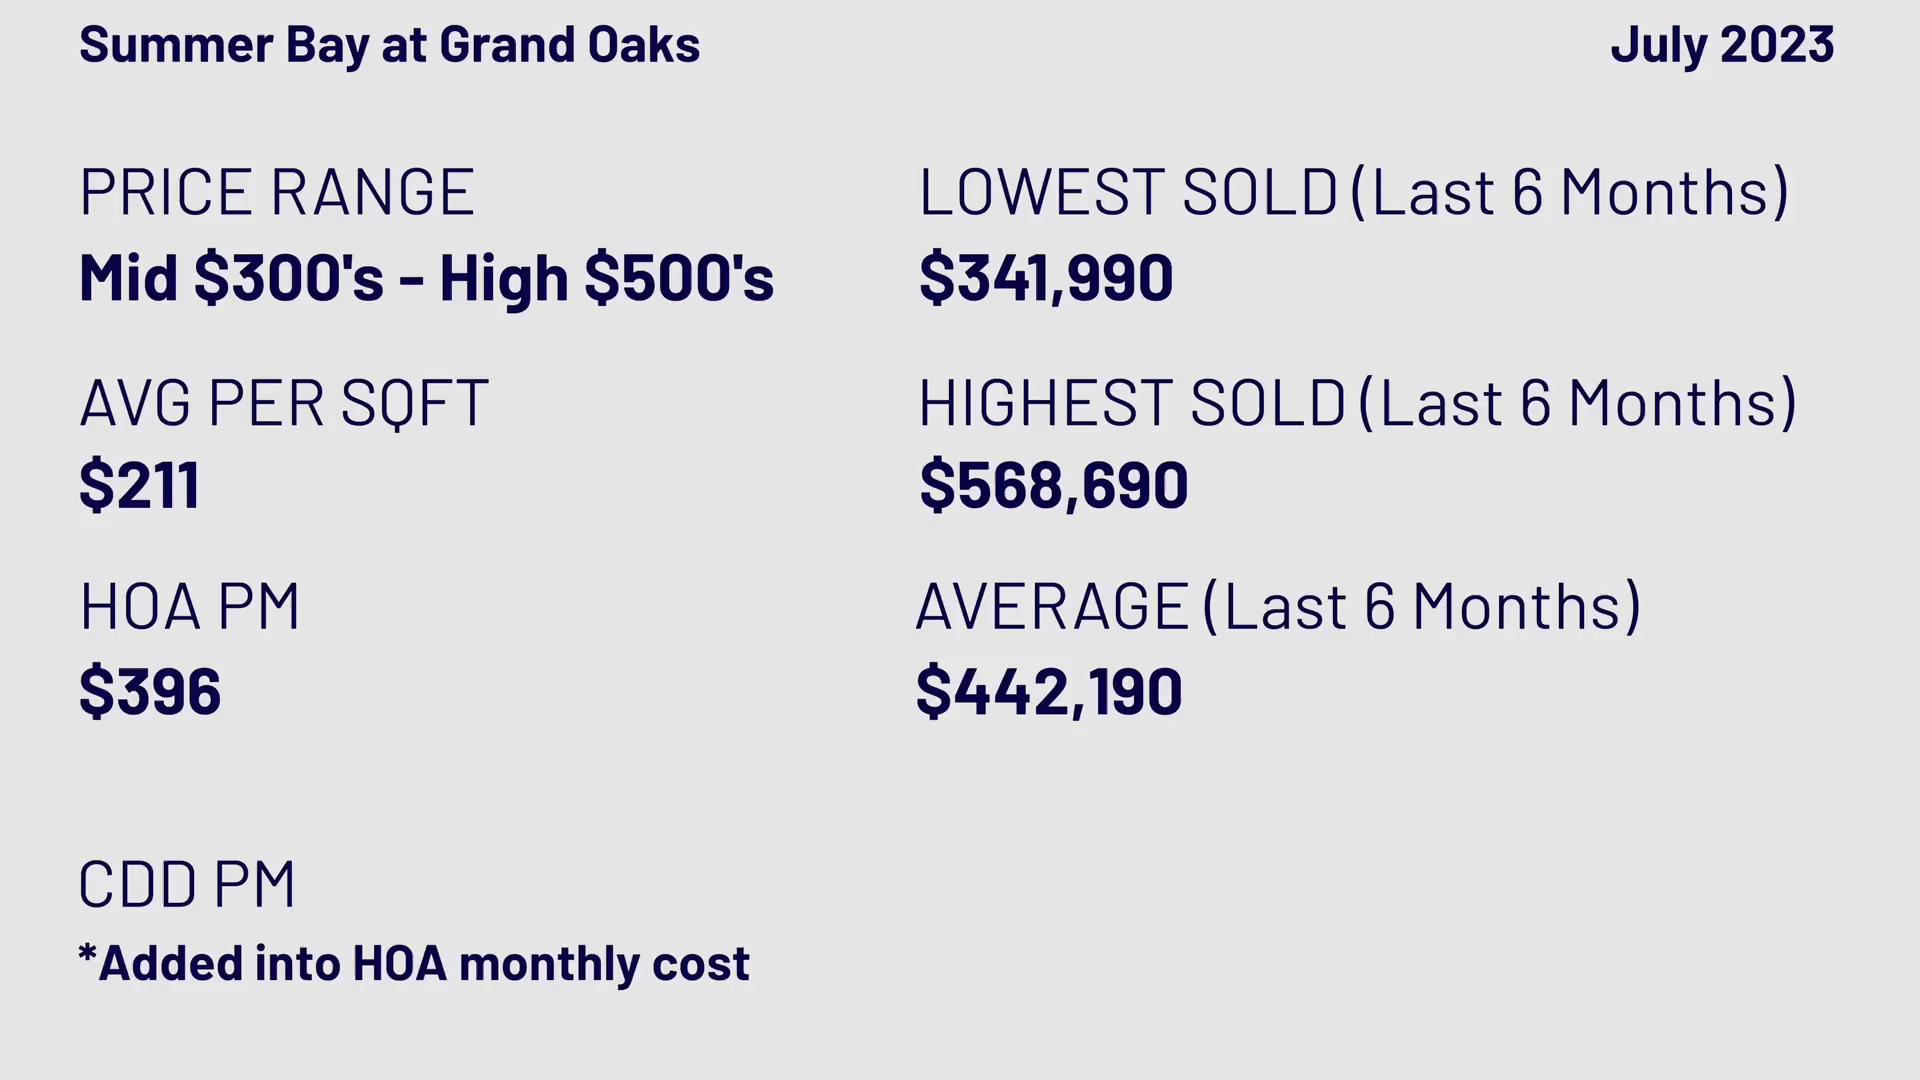 Summer Bay at Grand Oaks
July 2023
PRICE RANGE
Mid $300's - High $500's
AVG PER SQFT
$211
HOA PM
$396
CDD PM
*Added into HOA monthly cost
LOWEST SOLD (Last 6 Months)
$341,990
HIGHEST SOLD (Last 6 Months)
$568,690
AVERAGE (Last 6 Months)
$442,190